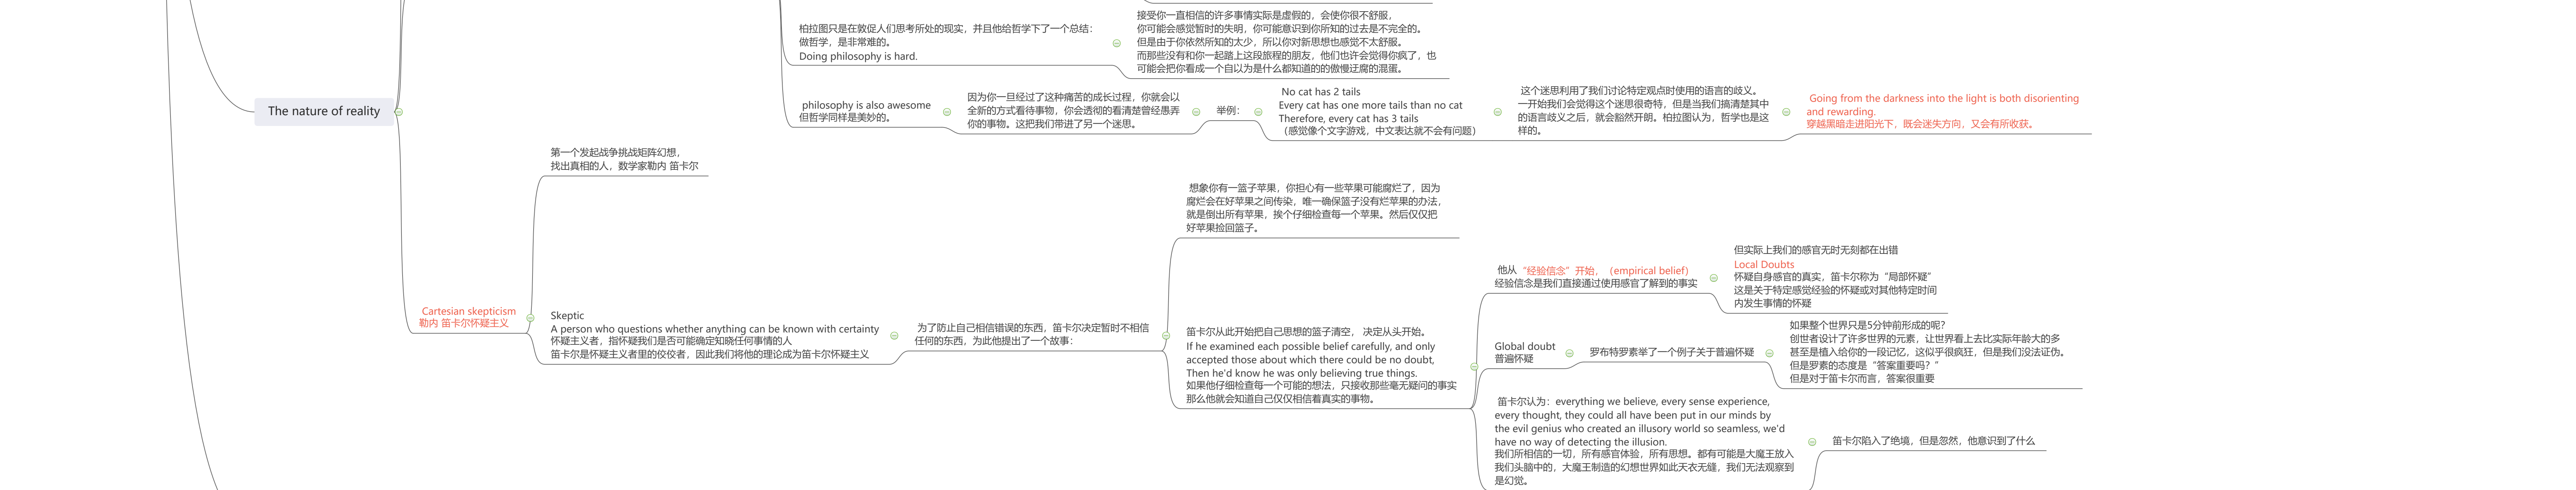 The nature of reality
柏拉图只是在敦促人们思考所处的现实，并且他给哲学下了一个总结：
做哲学，是非常难的。
Doing philosophy is hard.
接受你一直相信的许多事情实际是虚假的，会使你很不舒服，
你可能会感觉暂时的失明，你可能意识到你所知的过去是不完全的。
但是由于你依然所知的太少，所以你对新思想也感觉不太舒服。
而那些没有和你一起踏上这段旅程的朋友，他们也许会觉得你疯了，也
可能会把你看成一个自以为是什么都知道的的傲慢迂腐的混蛋。
philosophy is also awesome
但哲学同样是美妙的。
因为你一旦经过了这种痛苦的成长过程，你就会以
全新的方式看待事物，你会透彻的看清楚曾经愚弄
你的事物。这把我们带进了另一个迷思。
举例：
No cat has 2 tails
Every cat has one more tails than no cat
Therefore, every cat has 3 tails
（感觉像个文字游戏，中文表达就不会有问题）
这个迷思利用了我们讨论特定观点时使用的语言的歧义。
一开始我们会觉得这个迷思很奇特，但是当我们搞清楚其中
的语言歧义之后，就会豁然开朗。柏拉图认为，哲学也是这
样的。
Going from the darkness into the light is both disorienting
and rewarding.
穿越黑暗走进阳光下，既会迷失方向，又会有所收获。
Cartesian skepticism
勒内 笛卡尔怀疑主义
第一个发起战争挑战矩阵幻想，
找出真相的人，数学家勒内 笛卡尔
Skeptic
A person who questions whether anything can be known with certainty
怀疑主义者，指怀疑我们是否可能确定知晓任何事情的人
笛卡尔是怀疑主义者里的佼佼者，因此我们将他的理论成为笛卡尔怀疑主义
为了防止自己相信错误的东西，笛卡尔决定暂时不相信
任何的东西，为此他提出了一个故事：
想象你有一篮子苹果，你担心有一些苹果可能腐烂了，因为
腐烂会在好苹果之间传染，唯一确保篮子没有烂苹果的办法，
就是倒出所有苹果，挨个仔细检查每一个苹果。然后仅仅把
好苹果捡回篮子。
笛卡尔从此开始把自己思想的篮子清空， 决定从头开始。
If he examined each possible belief carefully, and only
accepted those about which there could be no doubt,
Then he'd know he was only believing true things.
如果他仔细检查每一个可能的想法，只接收那些毫无疑问的事实
那么他就会知道自己仅仅相信着真实的事物。
他从“经验信念”开始，（empirical belief）
经验信念是我们直接通过使用感官了解到的事实
但实际上我们的感官无时无刻都在出错
Local Doubts
怀疑自身感官的真实，笛卡尔称为“局部怀疑”
这是关于特定感觉经验的怀疑或对其他特定时间
内发生事情的怀疑
Global doubt
普遍怀疑
罗布特罗素举了一个例子关于普遍怀疑
如果整个世界只是5分钟前形成的呢？
创世者设计了许多世界的元素，让世界看上去比实际年龄大的多
甚至是植入给你的一段记忆，这似乎很疯狂，但是我们没法证伪。
但是罗素的态度是“答案重要吗？”
但是对于笛卡尔而言，答案很重要
笛卡尔认为：everything we believe, every sense experience,
every thought, they could all have been put in our minds by
the evil genius who created an illusory world so seamless, we'd
have no way of detecting the illusion.
我们所相信的一切，所有感官体验，所有思想。都有可能是大魔王放入
我们头脑中的，大魔王制造的幻想世界如此天衣无缝，我们无法观察到
是幻觉。
笛卡尔陷入了绝境，但是忽然，他意识到了什么